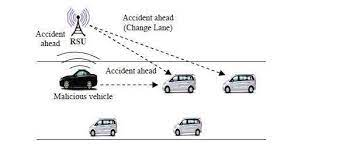 Accident ahead
(Change Lane)
Accident
ahead
RSU
Accident ahead
Malicious vehicle